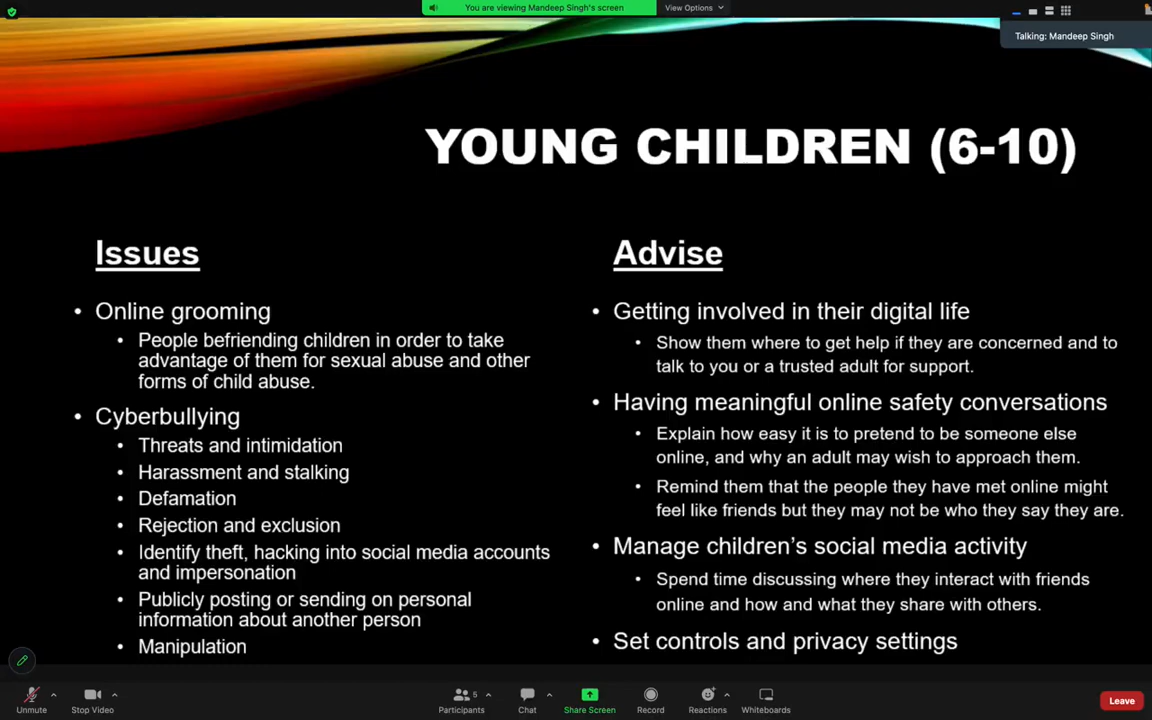 You are viewing Mandeep Singh's screen
View Options
Talking: Mandeep Singh
YOUNG CHILDREN (6-10)
Issues
• Online grooming
• People befriending children in order to take
advantage of them for sexual abuse and other
forms of child abuse.
• Cyberbullying
• Threats and intimidation
• Harassment and stalking
• Defamation
• Rejection and exclusion
• Identify theft, hacking into social media accounts
and impersonation
• Publicly posting or sending on personal
information about another person
• Manipulation
Advise
• Getting involved in their digital life
• Show them where to get help if they are concerned and to
talk to you or a trusted adult for support.
• Having meaningful online safety conversations
• Explain how easy it is to pretend to be someone else
online, and why an adult may wish to approach them.
• Remind them that the people they have met online might
feel like friends but they may not be who they say they are.
• Manage children's social media activity
• Spend time discussing where they interact with friends
online and how and what they share with others.
• Set controls and privacy settings
Unmute
Stop Video
5
Participants
Chat
Share Screen
Record
Reactions
Whiteboards
Leave